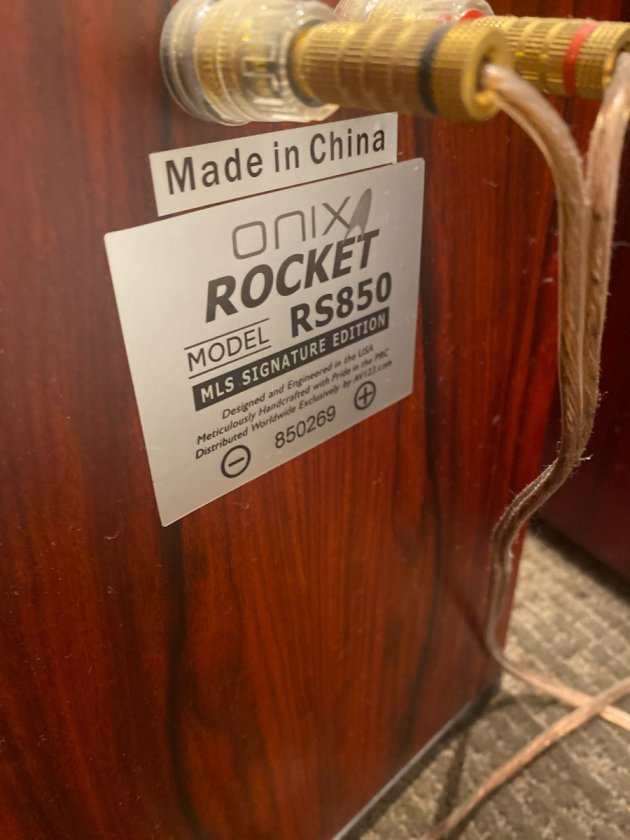 Made in China
onix
ROCKET
MODEL RS850
MLS SIGNATURE EDITION
Designed and Engineered in the USA
Meticulously Handcrafted with Pride in the PRC
Distributed Worldwide Exclusively by AV123.com
850269